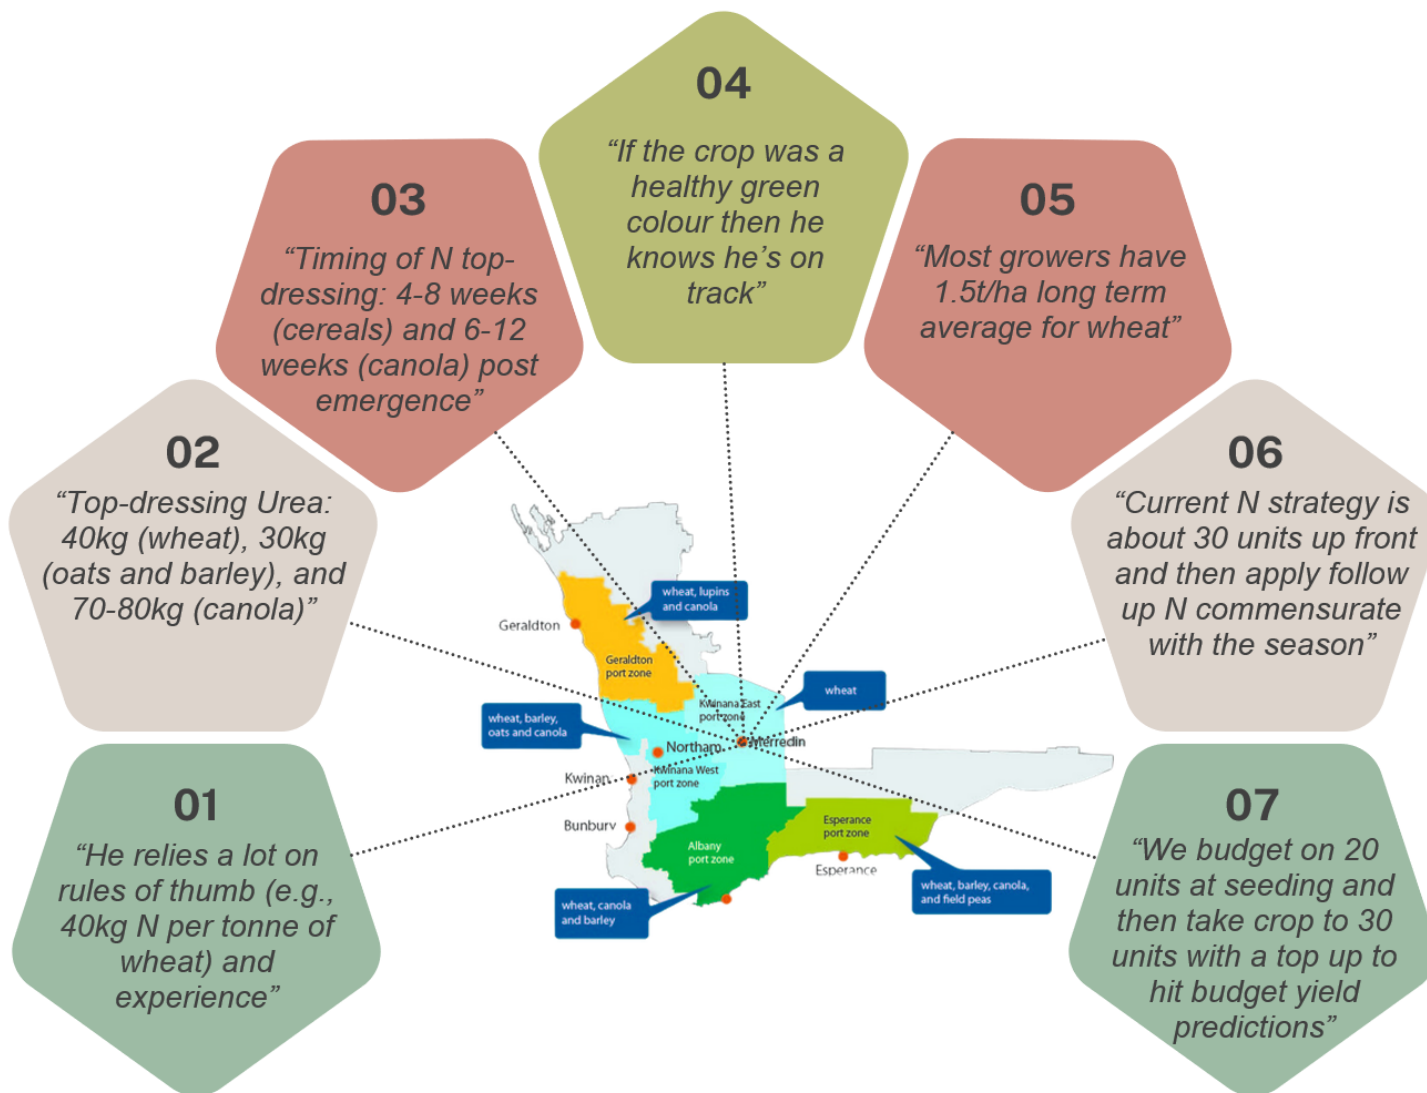 04
“If the crop was a
healthy green
colour then he
knows he’s on
track”
03
“Timing of N top-
dressing: 4-8 weeks
(cereals) and 6-12
weeks (canola) post
emergence”
05
“Most growers have
1.5t/ha long term
average for wheat”
02
“Top-dressing Urea:
40kg (wheat), 30kg
(oats and barley), and
70-80kg (canola)”
06
“Current N strategy is
about 30 units up front
and then apply follow
up N commensurate
with the season”
01
“He relies a lot on
rules of thumb (e.g.,
40kg N per tonne of
wheat) and
experience”
07
“We budget on 20
units at seeding and
then take crop to 30
units with a top up to
hit budget yield
predictions”
wheat, lupins
and canola
Geraldton
Geraldton
port zone
wheat
Kwinana East
port zone
wheat, barley,
oats and canola
Northam
Merredin
Kwinan
Kwinana West
port zone
Bunbury
Albany
port zone
Esperance
port zone
Esperance
wheat, canola
and barley
wheat, barley, canola,
and field peas